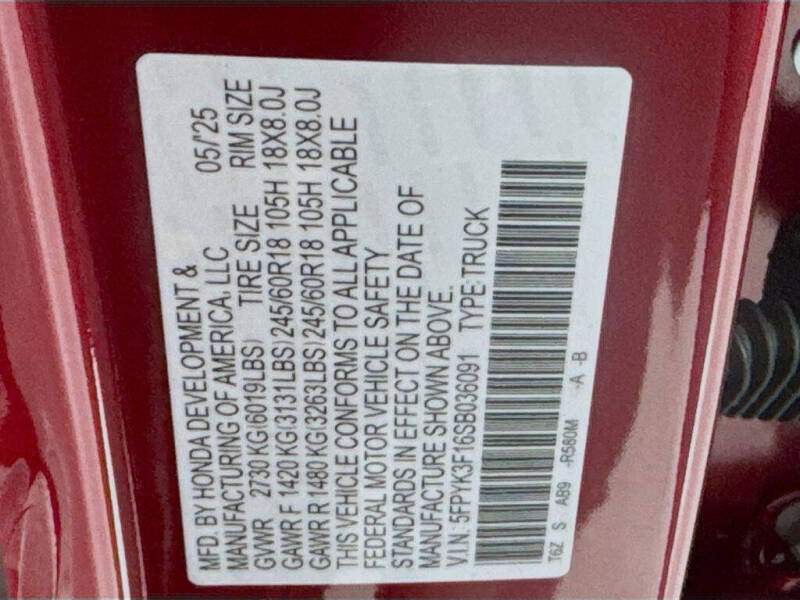 MFD. BY HONDA DEVELOPMENT &
MANUFACTURING OF AMERICA, LLC 05/'25
GVWR 2730 KG(6019LBS) TIRE SIZE RIM SIZE
GAWR F 1420 KG(3131LBS) 245/60R18 105H 18X8.0J
GAWR R 1480 KG(3263LBS) 245/60R18 105H 18X8.0J
THIS VEHICLE CONFORMS TO ALL APPLICABLE
FEDERAL MOTOR VEHICLE SAFETY
STANDARDS IN EFFECT ON THE DATE OF
MANUFACTURE SHOWN ABOVE.
V.I.N.: 5FPYK3F16SB036091 TYPE: TRUCK
T6Z S AB9 -R560M -A -B